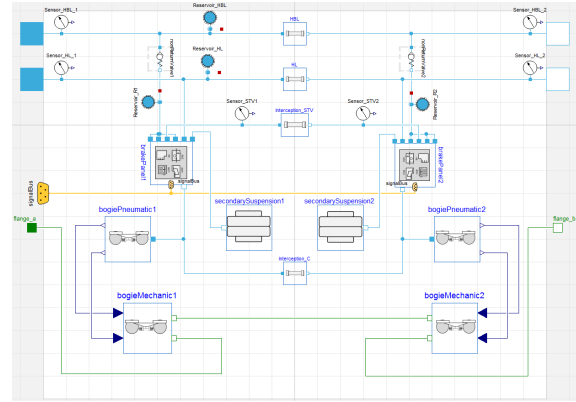 Sensor_HBL_1
Reservoir_HBL
HBL
Sensor_HBL_2
Sensor_HL_1
Reservoir_HL
HL
Sensor_HL_2
Reservoir_R1
Sensor_STV1
Interception_STV
Sensor_STV2
Reservoir_R2
brakePanel1
brakePanel2
signalBus
signalBus
signalBus
secondarySuspension1
secondarySuspension2
flange_a
bogiePneumatic1
bogiePneumatic2
flange_b
Interception_C
bogieMechanic1
bogieMechanic2